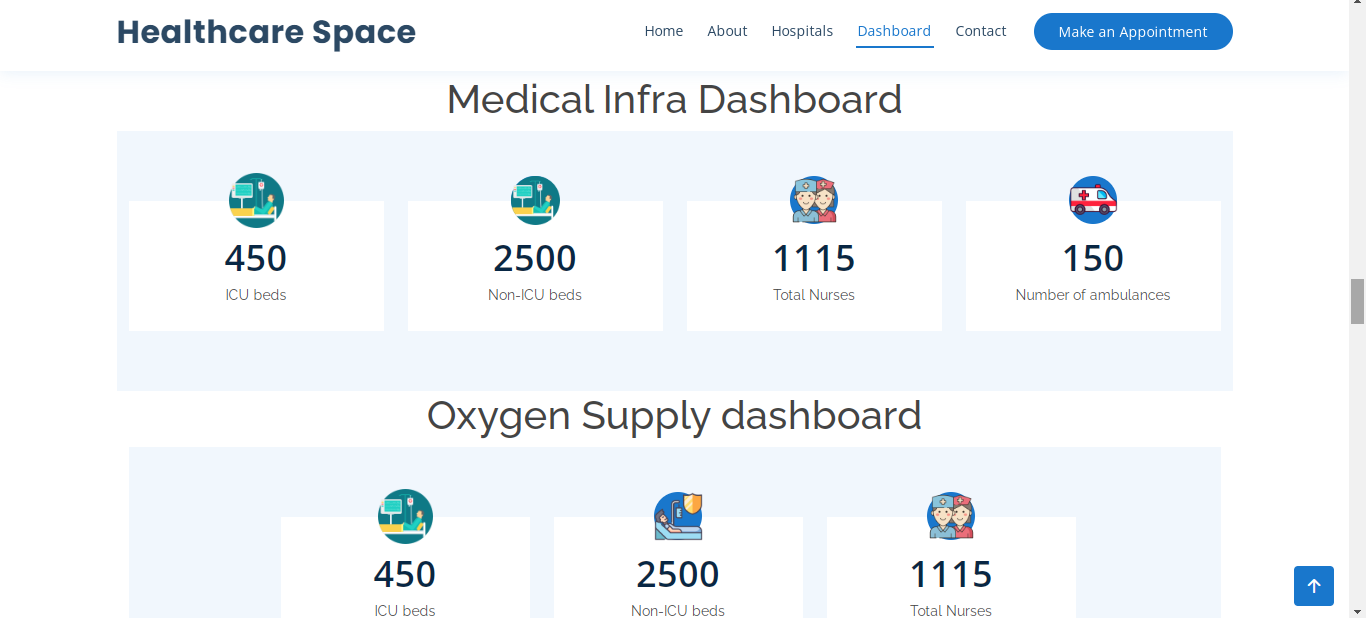 Healthcare Space
Home About Hospitals Dashboard Contact Make an Appointment
Medical Infra Dashboard
450 2500 1115 150
ICU beds Non-ICU beds Total Nurses Number of ambulances
Oxygen Supply dashboard
450 2500 1115
ICU beds Non-ICU beds Total Nurses